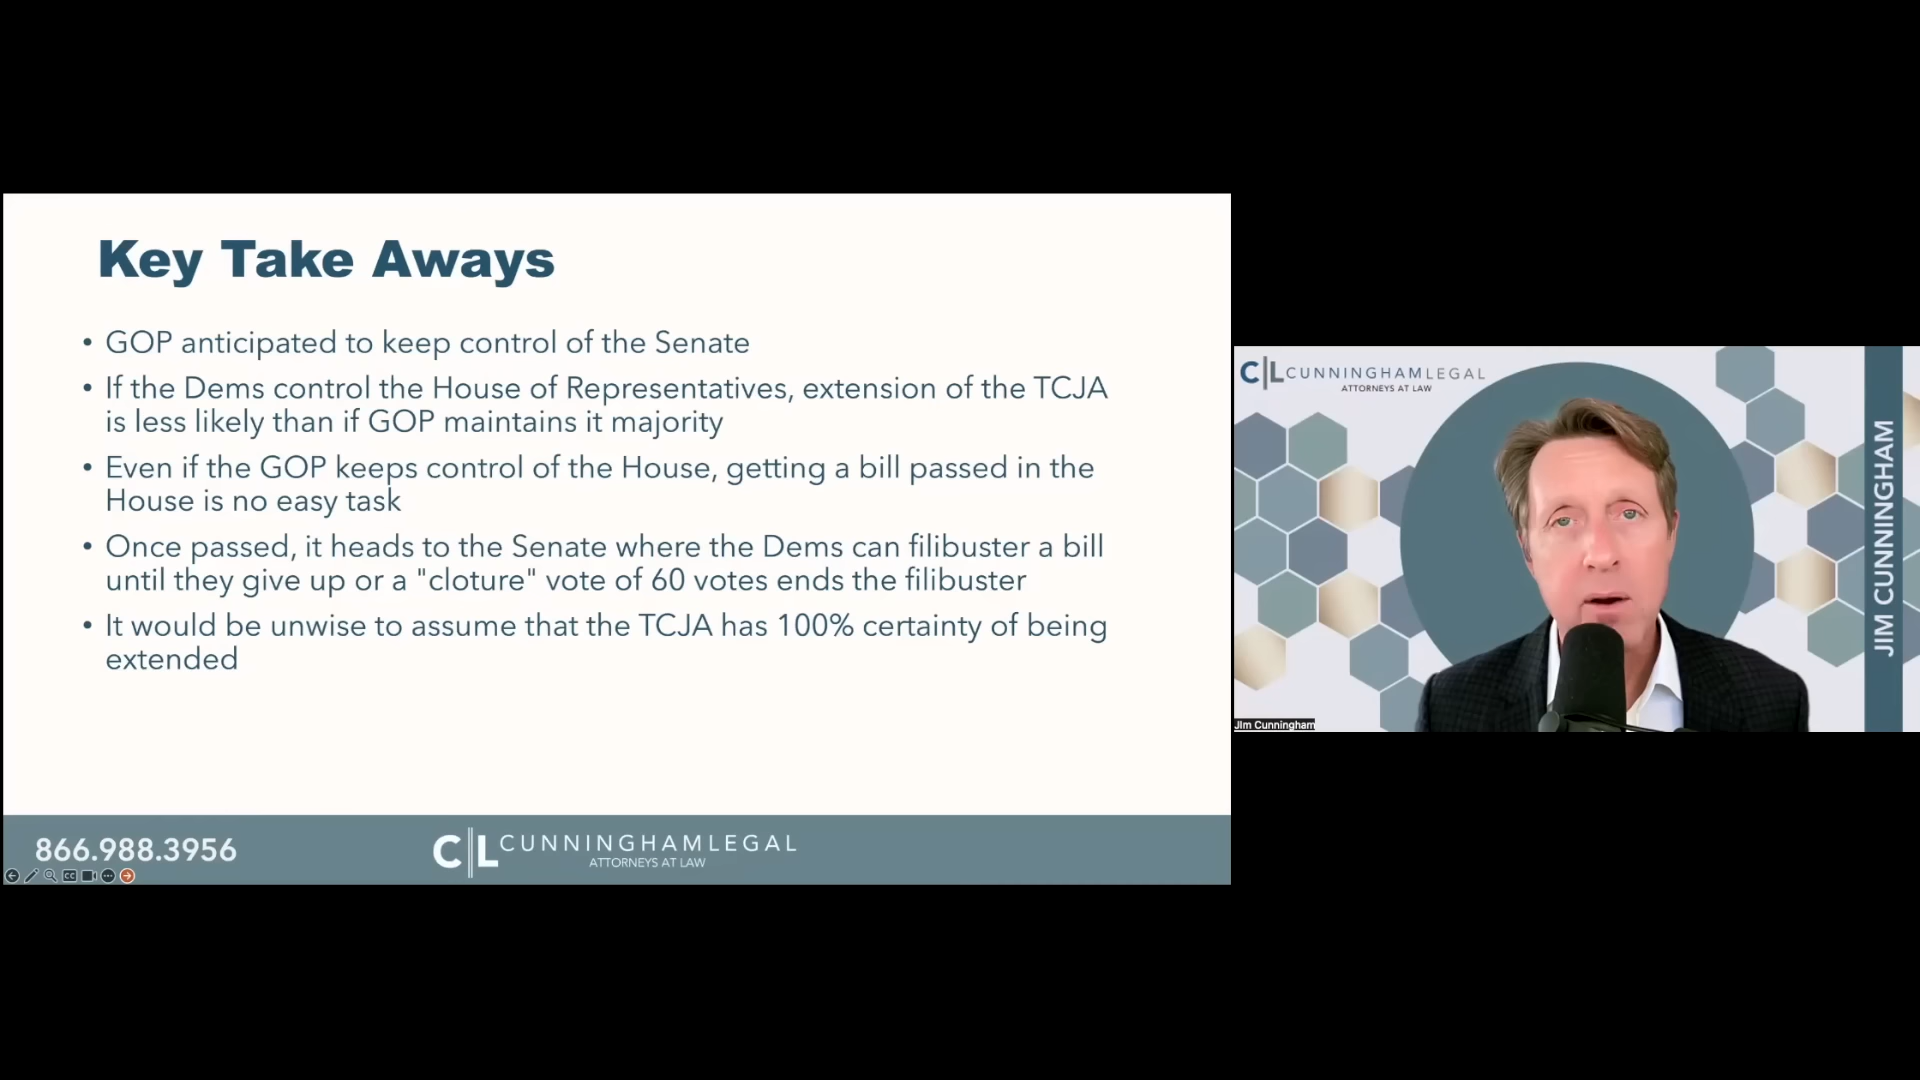 Key Take Aways
• GOP anticipated to keep control of the Senate
• If the Dems control the House of Representatives, extension of the TCJA
is less likely than if GOP maintains it majority
• Even if the GOP keeps control of the House, getting a bill passed in the
House is no easy task
• Once passed, it heads to the Senate where the Dems can filibuster a bill
until they give up or a "cloture" vote of 60 votes ends the filibuster
• It would be unwise to assume that the TCJA has 100% certainty of being
extended
866.988.3956
C|L CUNNINGHAMLEGAL
ATTORNEYS AT LAW
CC
C|L CUNNINGHAMLEGAL
ATTORNEYS AT LAW
JIM CUNNINGHAM
JIm Cunningham